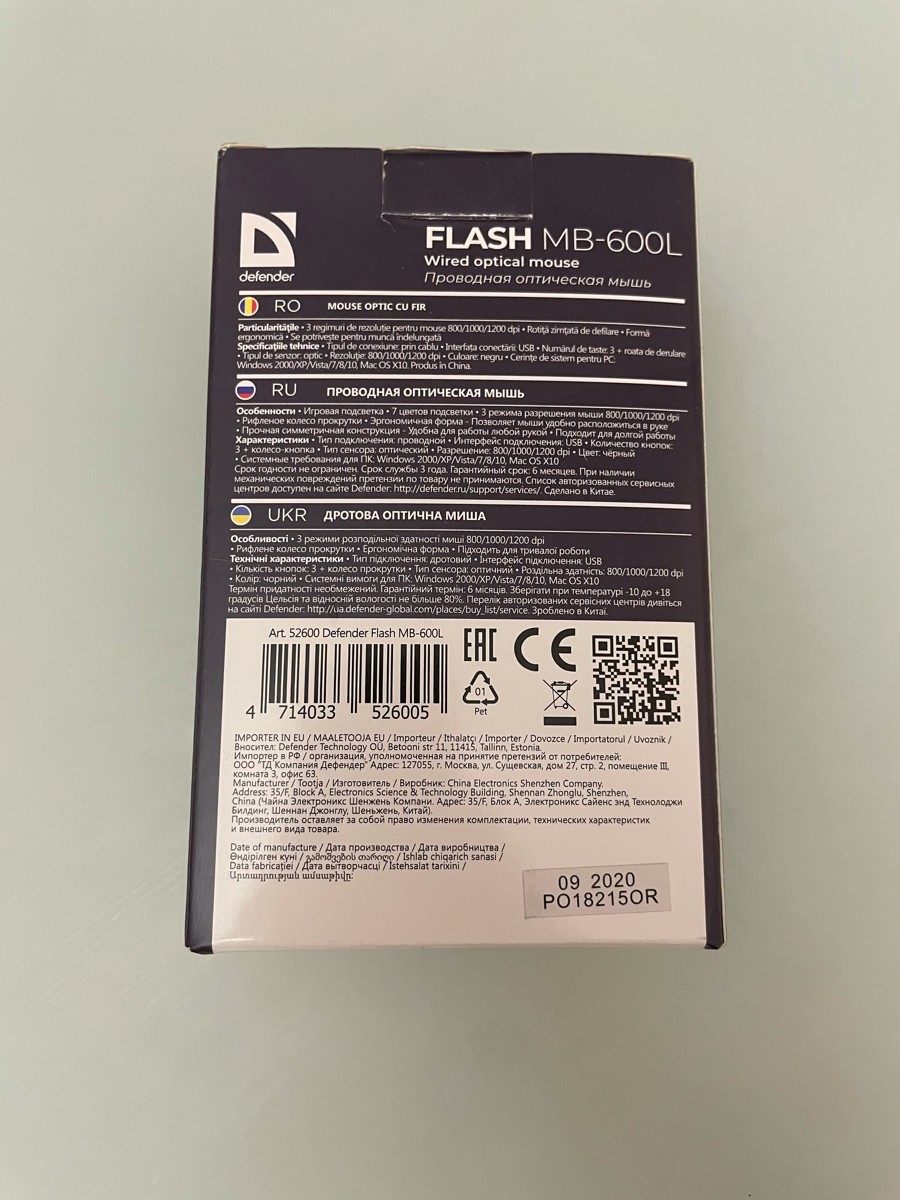 defender
FLASH MB-600L
Wired optical mouse
Проводная оптическая мышь
RO MOUSE OPTIC CU FIR
Particularitățile • 3 regimuri de rezoluție pentru mouse 800/1000/1200 dpi • Rotiță zimțată de defilare • Formă
ergonomică • Se potrivește pentru muncă îndelungată
Specificațiile tehnice • Tipul de conexiune: prin cablu • Interfața conectării: USB • Numărul de taste: 3 + roata de derulare
• Tipul de senzor: optic • Rezoluție: 800/1000/1200 dpi • Culoare: negru • Cerințe de sistem pentru PC:
Windows 2000/XP/Vista/7/8/10, Mac OS X10. Produs în China.
RU ПРОВОДНАЯ ОПТИЧЕСКАЯ МЫШЬ
Особенности • Игровая подсветка • 7 цветов подсветки • 3 режима разрешения мыши 800/1000/1200 dpi
• Рифленое колесо прокрутки • Эргономичная форма - Позволяет мыши удобно расположиться в руке
• Прочная симметричная конструкция - Удобна для работы любой рукой • Подходит для долгой работы
Характеристики • Тип подключения: проводной • Интерфейс подключения: USB • Количество кнопок:
3 + колесо-кнопка • Тип сенсора: оптический • Разрешение: 800/1000/1200 dpi • Цвет: чёрный
• Системные требования для ПК: Windows 2000/XP/Vista/7/8/10, Mac OS X10
Срок годности не ограничен. Срок службы 3 года. Гарантийный срок: 6 месяцев. При наличии
механических повреждений претензии по товару не принимаются. Список авторизованных сервисных
центров доступен на сайте Defender: http://defender.ru/support/services/. Сделано в Китае.
UKR ДРОТОВА ОПТИЧНА МИША
Особливості • 3 режими розподільної здатності миші 800/1000/1200 dpi
• Рифлене колесо прокрутки • Ергономічна форма • Підходить для тривалої роботи
Технічні характеристики • Тип підключення: дротовий • Інтерфейс підключення: USB
• Кількість кнопок: 3 + колесо прокрутки • Тип сенсора: оптичний • Роздільна здатність: 800/1000/1200 dpi
• Колір: чорний • Системні вимоги для ПК: Windows 2000/XP/Vista/7/8/10, Mac OS X10
Термін придатності необмежений. Гарантійний термін: 6 місяців. Зберігати при температурі -10 до +18
градусів Цельсія та відносній вологості не більше 80%. Перелік авторизованих сервісних центрів дивіться
на сайті Defender: http://ua.defender-global.com/places/buy_list/service. Зроблено в Китаї.
Art. 52600 Defender Flash MB-600L
4 714033 526005
EAC CE
01
Pet
IMPORTER IN EU / MAALETOOJA EU / Importeur / Ithalatçı / Importer / Dovozce / Importatorul / Uvoznik /
Вносител: Defender Technology OÜ, Betooni str 11, 11415, Tallinn, Estonia.
Импортер в РФ / организация, уполномоченная на принятие претензий от потребителей:
ООО "ТД Компания Дефендер" Адрес: 127055, г. Москва, ул. Сущевская, дом 27, стр. 2, помещение III,
комната 3, офис 63.
Manufacturer / Tootja / Изготовитель / Виробник: China Electronics Shenzhen Company.
Address: 35/F, Block A, Electronics Science & Technology Building, Shennan Zhonglu, Shenzhen,
China (Чайна Электроникс Шенжень Компани. Адрес: 35/F, Блок А, Электроникс Сайенс энд Технолоджи
Билдинг, Шеннан Джонглу, Шеньжень, Китай).
Производитель оставляет за собой право изменения комплектации, технических характеристик
и внешнего вида товара.
Date of manufacture / Дата производства / Дата виробництва /
Өндірілген күні / გამოშვების თარიღი / Ishlab chiqarich sanasi /
Data fabricației / Дата вытворчасці / Istehsalat tarixini /
Արտադրության ամսաթիվը:
09 2020
PO18215OR